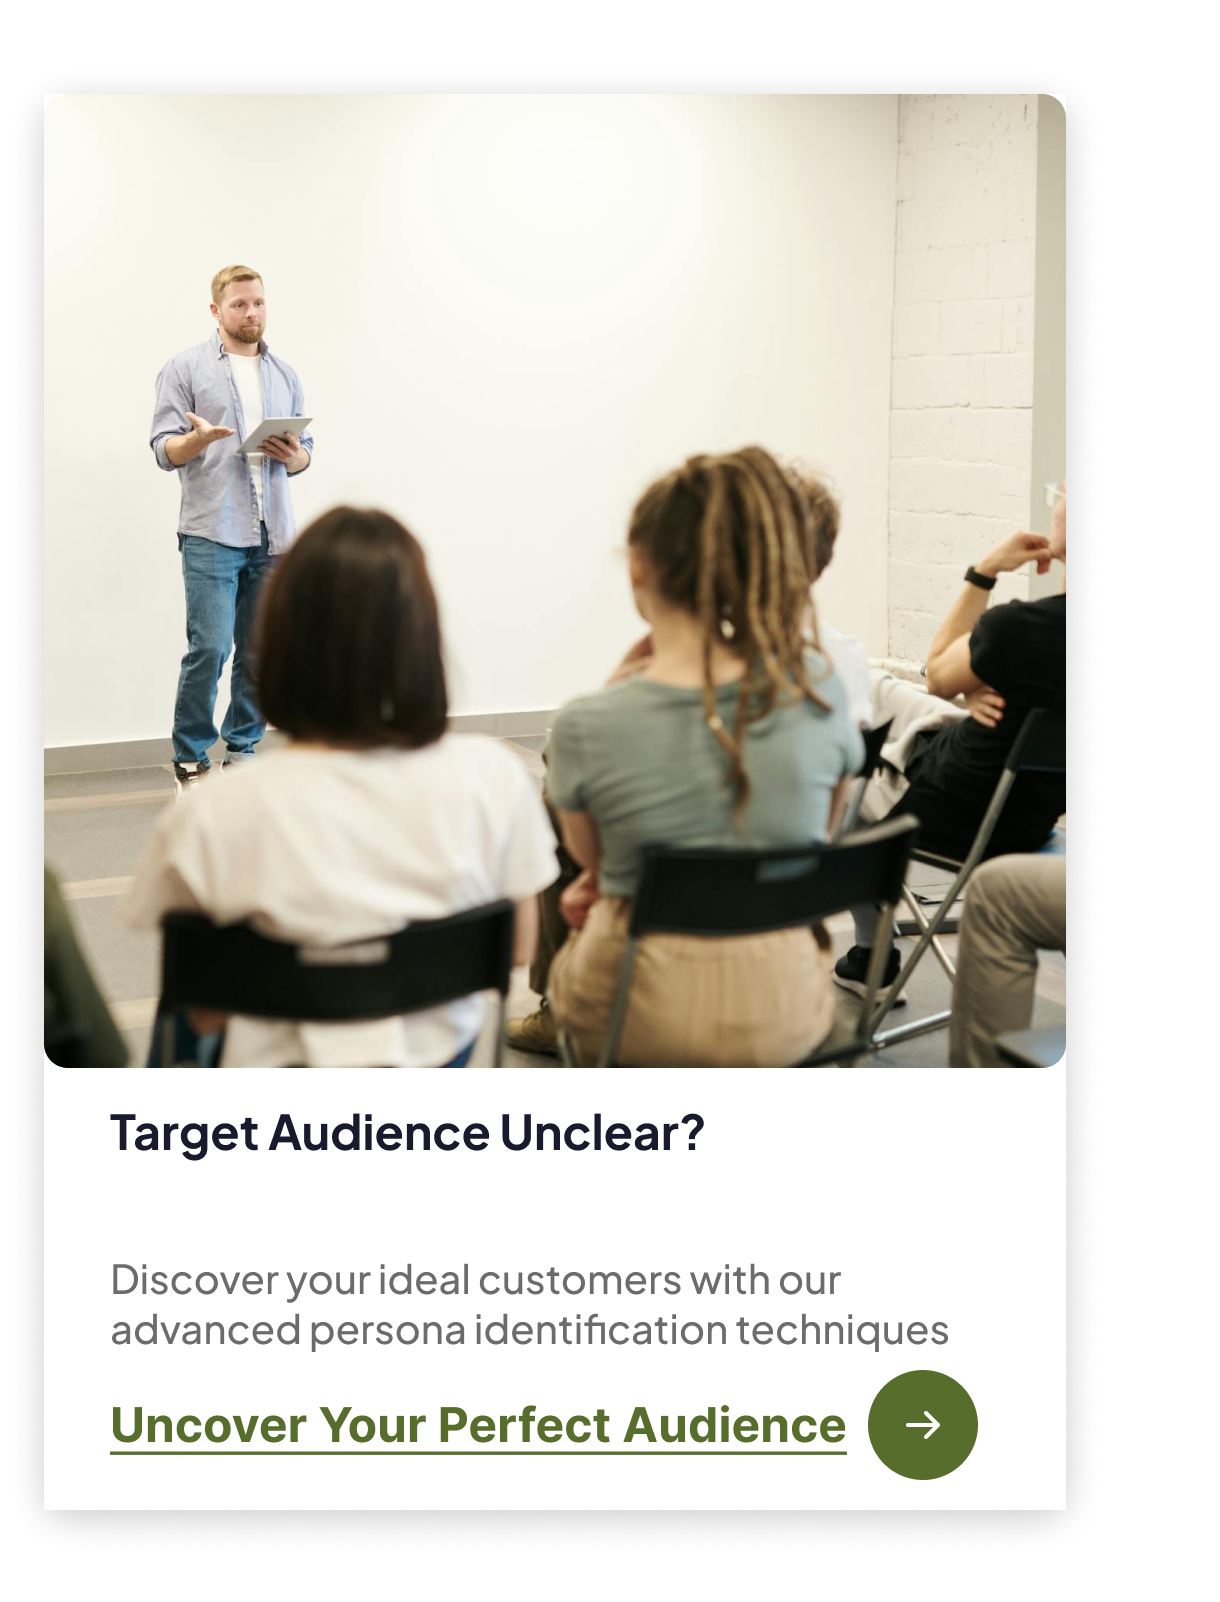 Target Audience Unclear?
Discover your ideal customers with our
advanced persona identification techniques
Uncover Your Perfect Audience